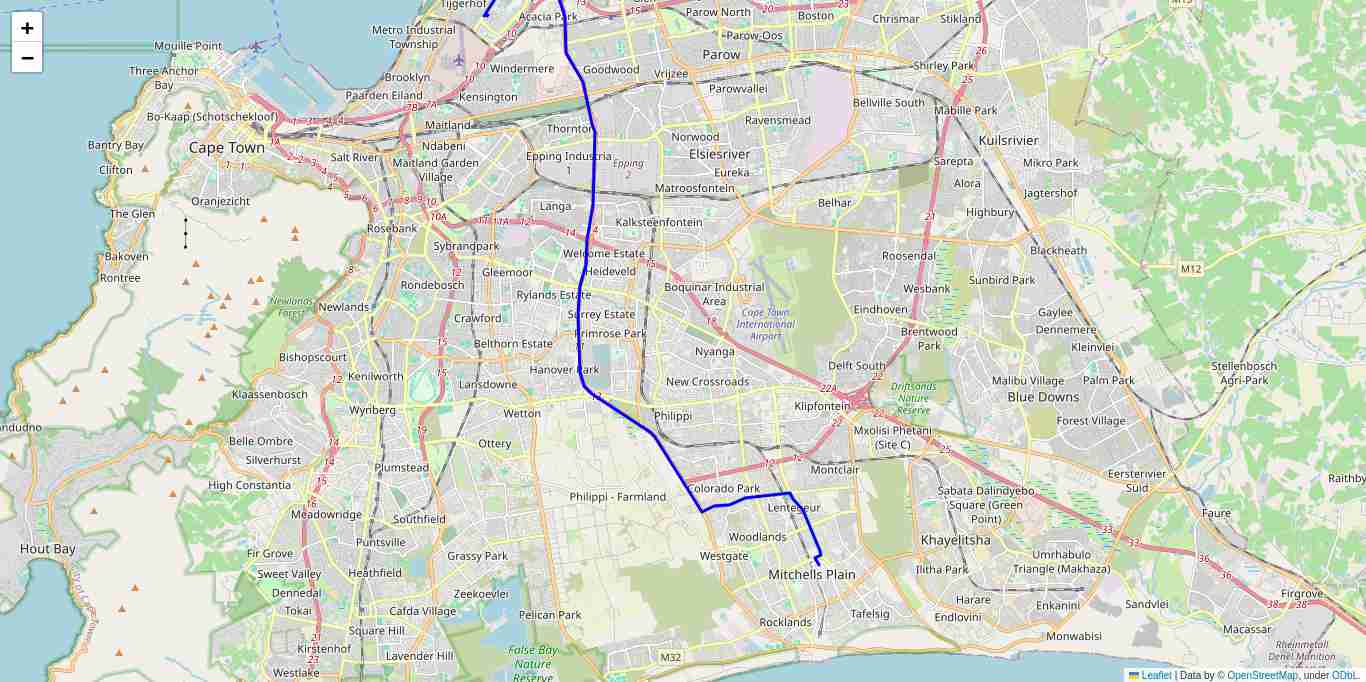 Tijgerhof
Acacia Park
Parow North
Boston
Chrismar
Stikland
M15
+
−
Metro Industrial
Township
Parow-Oos
Mouille Point
Parow
Three Anchor
Bay
Brooklyn
Windermere
Goodwood
Vrijzee
Shirley Park
Paarden Eiland
Kensington
Parowvallei
Bellville South
Mabille Park
Bo-Kaap (Schotschekloof)
Maitland
Thornton
Ravensmead
Bantry Bay
Cape Town
Ndabeni
Norwood
Kuilsrivier
Clifton
Salt River
Maitland Garden
Village
Epping Industria
1
Epping
2
Elsiesriver
Eureka
Sarepta
Mikro Park
Oranjezicht
Matroosfontein
Alora
Jagtershof
The Glen
Langa
Belhar
Highbury
Rosebank
Kalksteenfontein
Sybrandpark
Welcome Estate
Roosendal
Blackheath
Bakoven
Rontree
Gleemoor
Heideveld
M12
Newlands
Forest
Newlands
Rondebosch
Rylands Estate
Boquinar Industrial
Area
Wesbank
Sunbird Park
Crawford
Surrey Estate
Cape Town
International
Airport
Eindhoven
Gaylee
Dennemere
Primrose Park
Brentwood
Park
Kleinvlei
Bishopscourt
Belthorn Estate
Nyanga
Hanover Park
Delft South
Stellenbosch
Agri-Park
Kenilworth
Lansdowne
New Crossroads
22A
22
Driftsands
Nature
Reserve
Malibu Village
Palm Park
Klaassenbosch
Blue Downs
Wynberg
Wetton
Philippi
Klipfontein
Forest Village
Belle Ombre
Ottery
Mxolisi Phetani
(Site C)
Silverhurst
Plumstead
Montclair
Eersterivier
Suid
High Constantia
Philippi - Farmland
Colorado Park
Sabata Dalindyebo
Square (Green
Point)
Raithby
Meadowridge
Southfield
Lentegeur
Faure
Hout Bay
Puntsville
Woodlands
Khayelitsha
Fir Grove
Grassy Park
Westgate
Umrhabulo
Triangle (Makhaza)
Sweet Valley
Heathfield
Mitchells Plain
Ilitha Park
Dennedal
Zeekoevlei
Firgrove
Tokai
Cafda Village
Pelican Park
Tafelsig
Harare
Enkanini
Sandvlei
Endlovini
Rocklands
Square Hill
Macassar
Monwabisi
Kirstenhof
Lavender Hill
False Bay
Nature
Reserve
M32
Rheinmetall
Denel Munition
Westlake
Leaflet | Data by © OpenStreetMap, under ODbL.